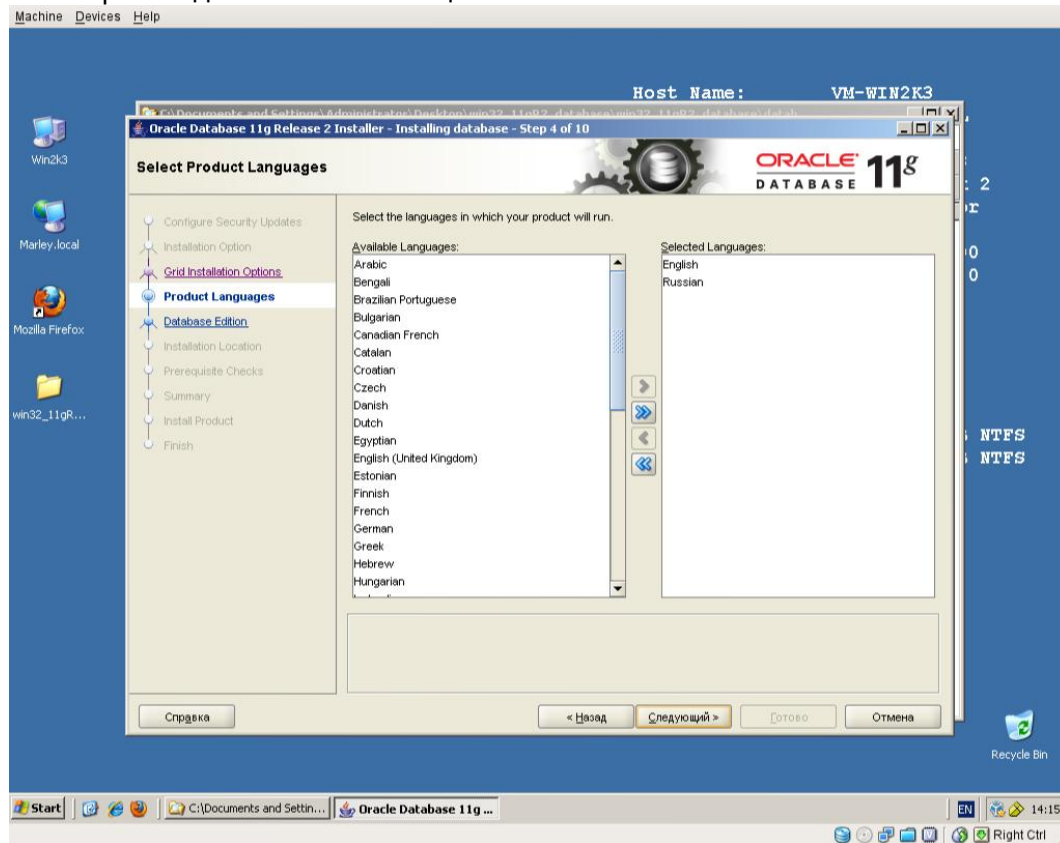 Machine Devices Help
Host Name: VM-WIN2K3
Oracle Database 11g Release 2 Installer - Installing database - Step 4 of 10
Select Product Languages
ORACLE
DATABASE
11g
Win2k3
Marley.local
Mozilla Firefox
win32_11gR...
2
0
0
NTFS
NTFS
Configure Security Updates
Installation Option
Grid Installation Options
Product Languages
Database Edition
Installation Location
Prerequisite Checks
Summary
Install Product
Finish
Select the languages in which your product will run.
Available Languages:
Arabic
Bengali
Brazilian Portuguese
Bulgarian
Canadian French
Catalan
Croatian
Czech
Danish
Dutch
Egyptian
English (United Kingdom)
Estonian
Finnish
French
German
Greek
Hebrew
Hungarian
Selected Languages:
English
Russian
Справка
< Назад
Следующий >
Готово
Отмена
Recycle Bin
Start
C:\Documents and Settin...
Oracle Database 11g ...
EN
14:15
Right Ctrl